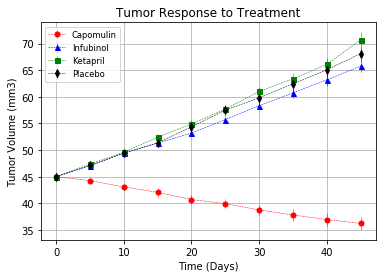 Tumor Response to Treatment
Capomulin
Infubinol
Ketapril
Placebo
Tumor Volume (mm3)
70
65
60
55
50
45
40
35
0 10 20 30 40
Time (Days)